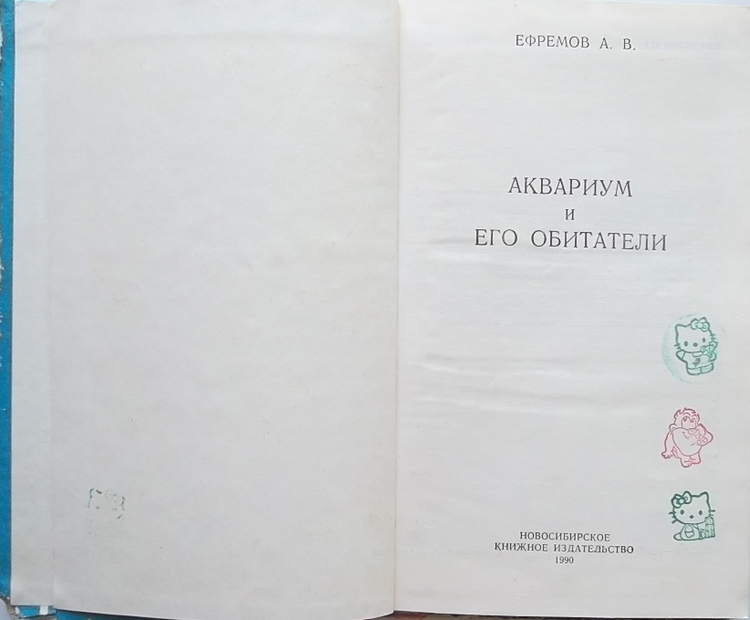 ЕФРЕМОВ А. В.
АКВАРИУМ
И
ЕГО ОБИТАТЕЛИ
НОВОСИБИРСКОЕ
КНИЖНОЕ ИЗДАТЕЛЬСТВО
1990